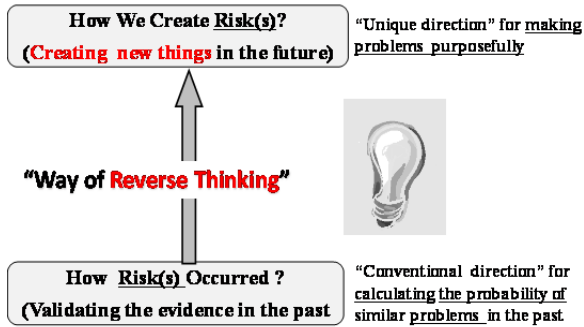 How We Create Risk(s)?
(Creating new things in the future)
"Unique direction" for making
problems purposefully
"Way of Reverse Thinking"
How Risk(s) Occurred ?
(Validating the evidence in the past
"Conventional direction" for
calculating the probability of
similar problems in the past